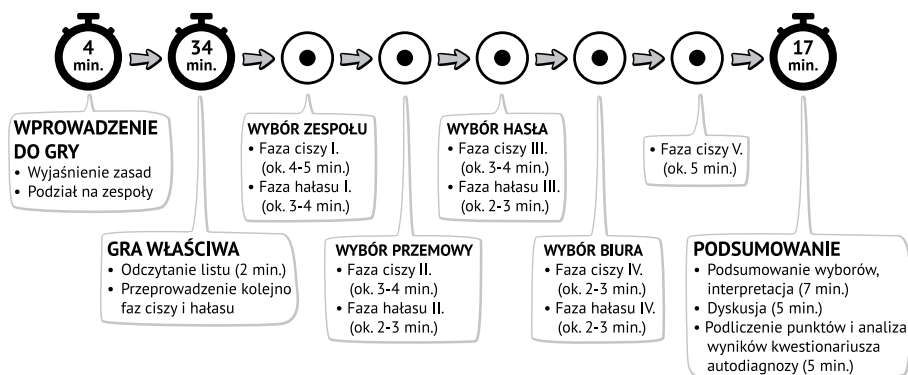 4
min.
34
min.
17
min.
WPROWADZENIE
DO GRY
• Wyjaśnienie zasad
• Podział na zespoły
GRA WŁAŚCIWA
• Odczytanie listu (2 min.)
• Przeprowadzenie kolejno
faz ciszy i hałasu
WYBÓR ZESPOŁU
• Faza ciszy I.
(ok. 4-5 min.)
• Faza hałasu I.
(ok. 3-4 min.)
WYBÓR PRZEMOWY
• Faza ciszy II.
(ok. 3-4 min.)
• Faza hałasu II.
(ok. 2-3 min.)
WYBÓR HASŁA
• Faza ciszy III.
(ok. 3-4 min.)
• Faza hałasu III.
(ok. 2-3 min.)
WYBÓR BIURA
• Faza ciszy IV.
(ok. 2-3 min.)
• Faza hałasu IV.
(ok. 2-3 min.)
• Faza ciszy V.
(ok. 5 min.)
PODSUMOWANIE
• Podsumowanie wyborów,
interpretacja (7 min.)
• Dyskusja (5 min.)
• Podliczenie punktów i analiza
wyników kwestionariusza
autodiagnozy (5 min.)